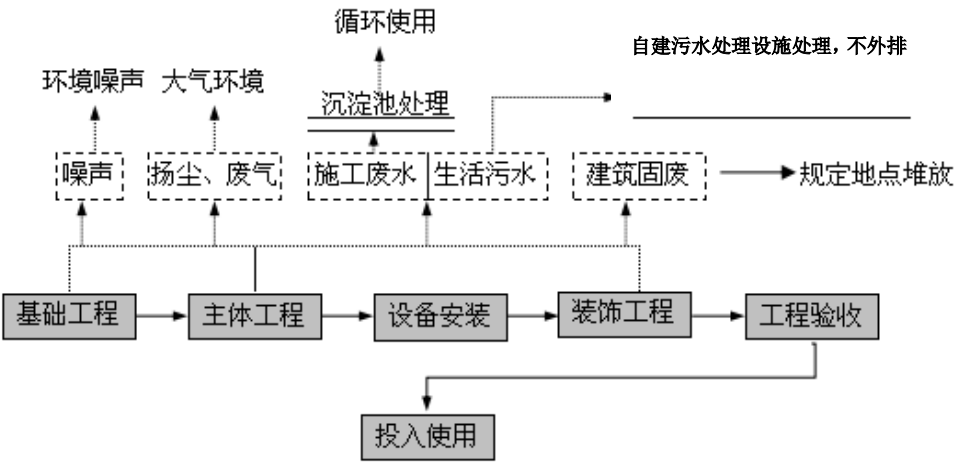 循环使用
自建污水处理设施处理，不外排
环境噪声
大气环境
沉淀池处理
噪声
扬尘、废气
施工废水
生活污水
建筑固废
规定地点堆放
基础工程
主体工程
设备安装
装饰工程
工程验收
投入使用